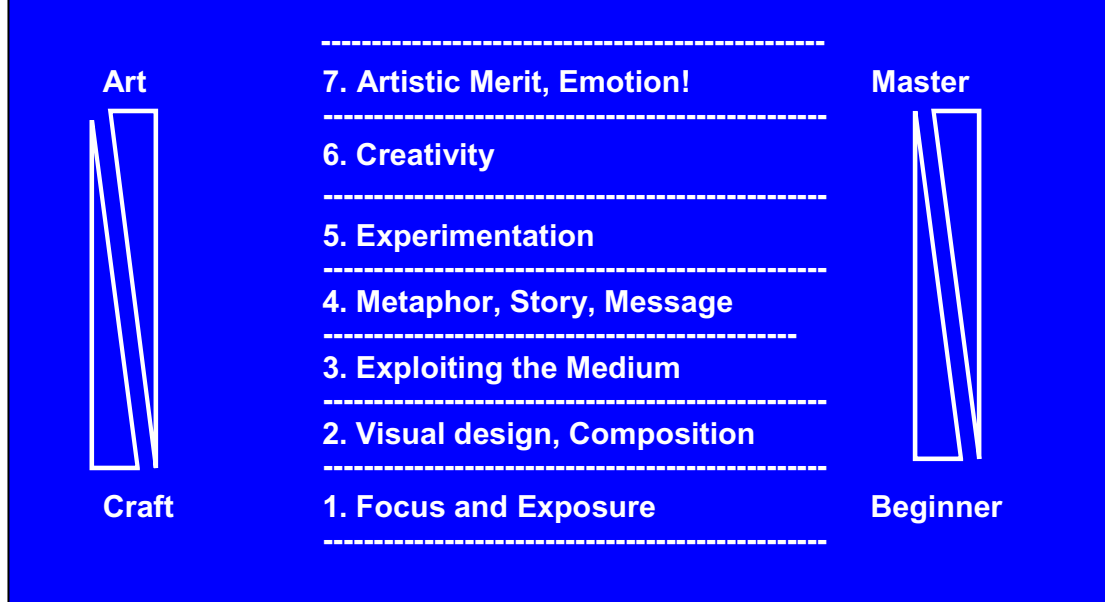 Art
7. Artistic Merit, Emotion!
Master
6. Creativity
5. Experimentation
4. Metaphor, Story, Message
3. Exploiting the Medium
2. Visual design, Composition
Craft
1. Focus and Exposure
Beginner